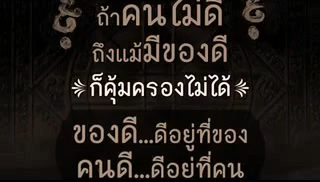 ถ้าคนไม่ดี
ถึงแม้มีของดี
ก็คุ้มครองไม่ได้
ของดี...ดีอยู่ที่ของ
คนดี...ดีอยู่ที่คน